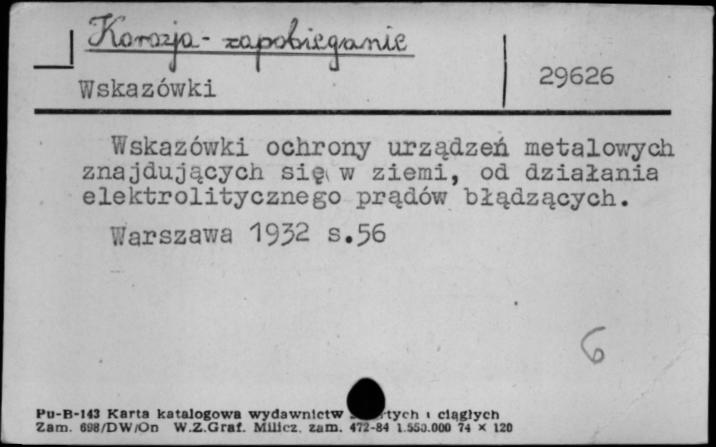 Korozja - zapobieganie
Wskazówki
29626
Wskazówki ochrony urządzeń metalowych
znajdujących się w ziemi, od działania
elektrolitycznego prądów błądzących.
Warszawa 1932 s.56
6
Pu-B-143 Karta katalogowa wydawnictw tych i ciągłych
Zam. 698/DW/On W.Z.Graf. Milicz. zam. 472-84 1.550.000 74 × 120